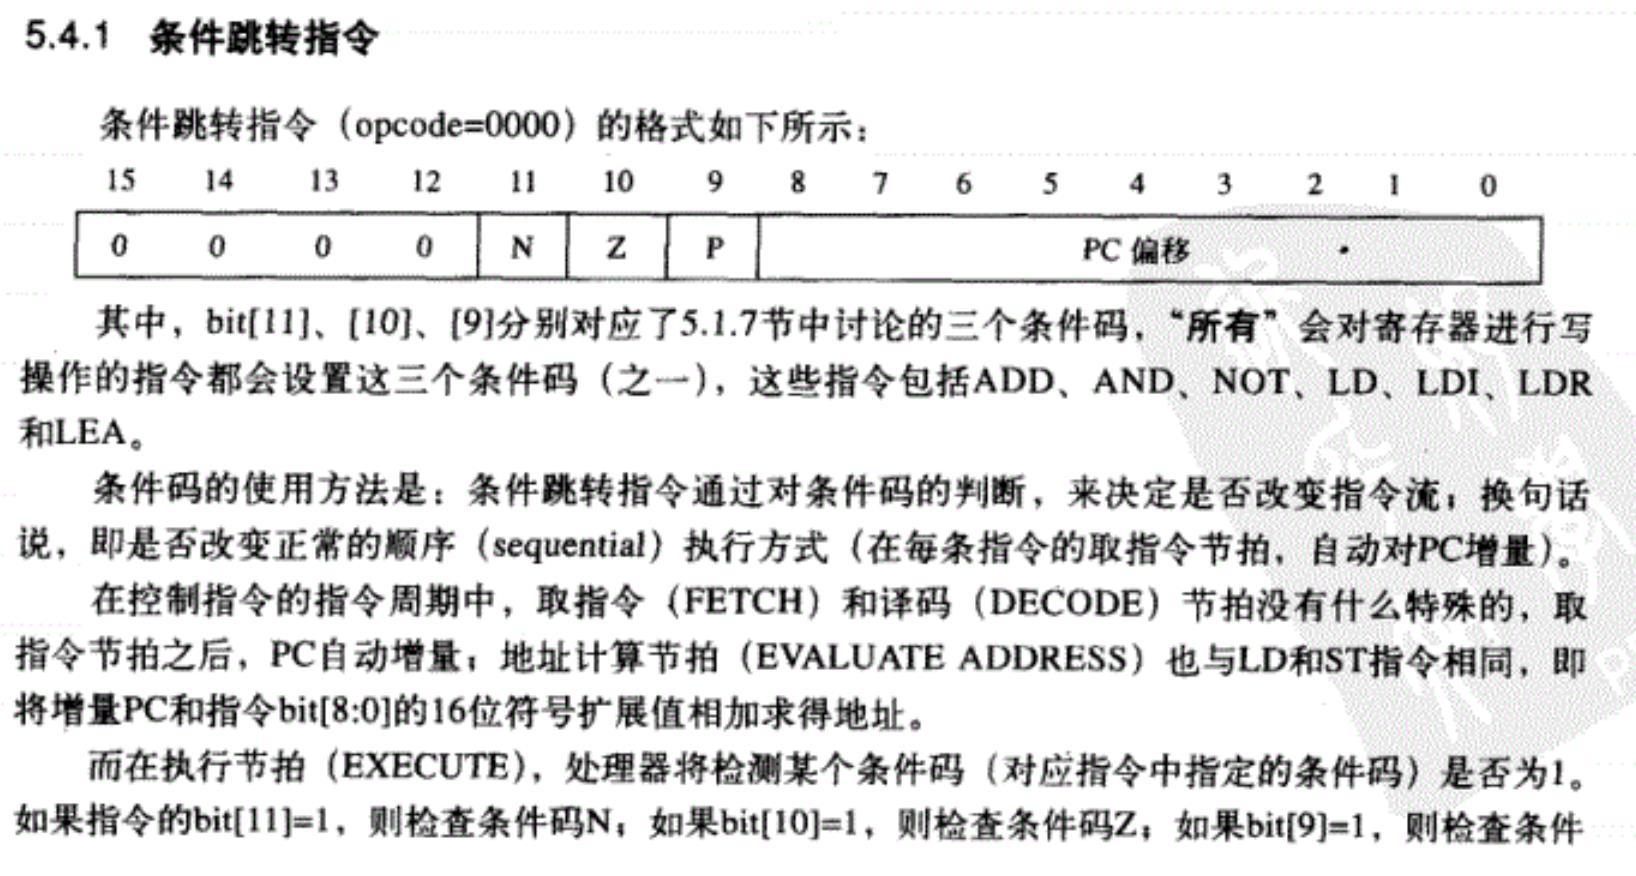 5.4.1 条件跳转指令
条件跳转指令（opcode=0000）的格式如下所示：
15 14 13 12 11 10 9 8 7 6 5 4 3 2 1 0
0 0 0 0 N Z P PC 偏移
其中，bit[11]、[10]、[9]分别对应了5.1.7节中讨论的三个条件码，“所有”会对寄存器进行写
操作的指令都会设置这三个条件码（之一），这些指令包括ADD、AND、NOT、LD、LDI、LDR
和LEA。
条件码的使用方法是：条件跳转指令通过对条件码的判断，来决定是否改变指令流；换句话
说，即是否改变正常的顺序（sequential）执行方式（在每条指令的取指令节拍，自动对PC增量）。
在控制指令的指令周期中，取指令（FETCH）和译码（DECODE）节拍没有什么特殊的，取
指令节拍之后，PC自动增量；地址计算节拍（EVALUATE ADDRESS）也与LD和ST指令相同，即
将增量PC和指令bit[8:0]的16位符号扩展值相加求得地址。
而在执行节拍（EXECUTE），处理器将检测某个条件码（对应指令中指定的条件码）是否为1。
如果指令的bit[11]=1，则检查条件码N；如果bit[10]=1，则检查条件码Z；如果bit[9]=1，则检查条件